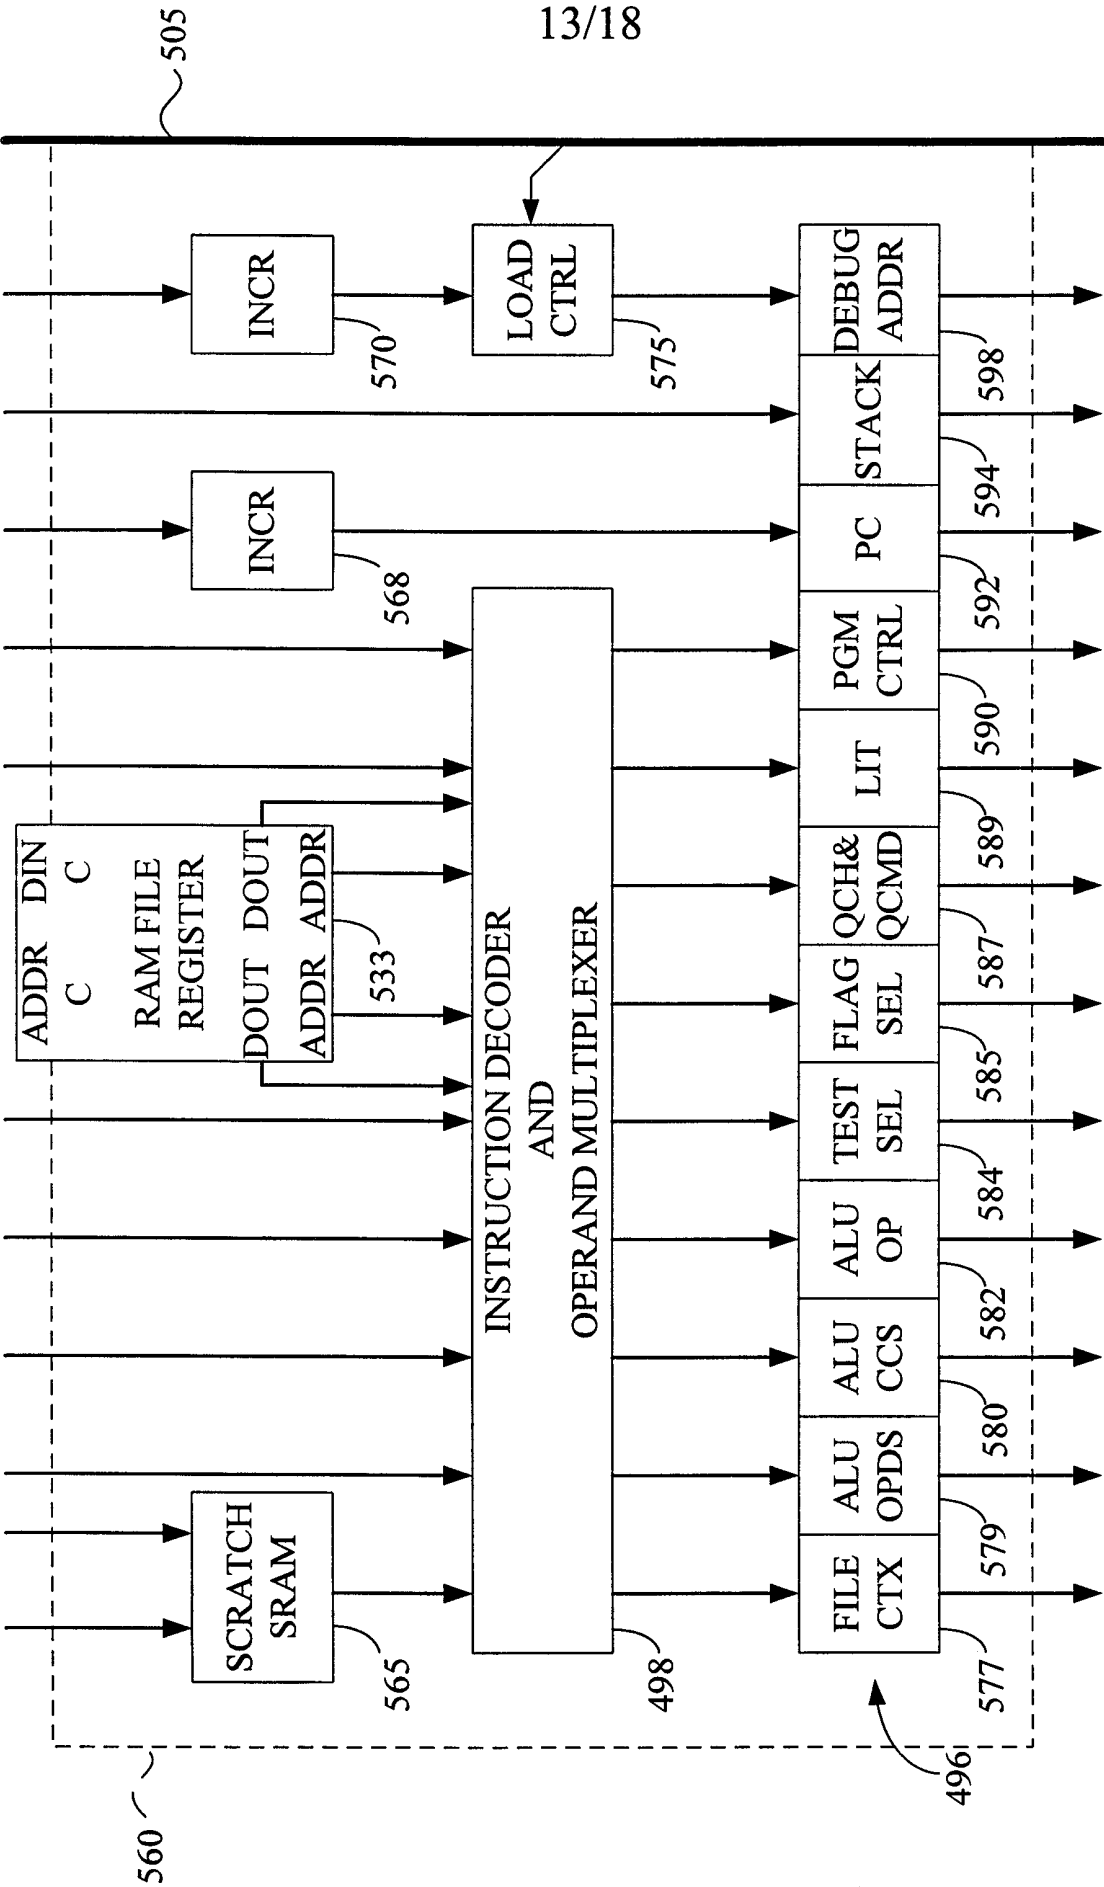 13/18
505
INCR
570
LOAD
CTRL
575
DEBUG
ADDR
598
STACK
594
INCR
568
PC
592
PGM
CTRL
590
LIT
589
ADDR DIN
C C
RAM FILE
REGISTER
DOUT DOUT
ADDR ADDR
533
QCH&
QCMD
587
FLAG
SEL
585
TEST
SEL
584
INSTRUCTION DECODER
AND
OPERAND MULTIPLEXER
498
ALU
OP
582
ALU
CCS
580
ALU
OPDS
579
SCRATCH
SRAM
565
FILE
CTX
577
496
560